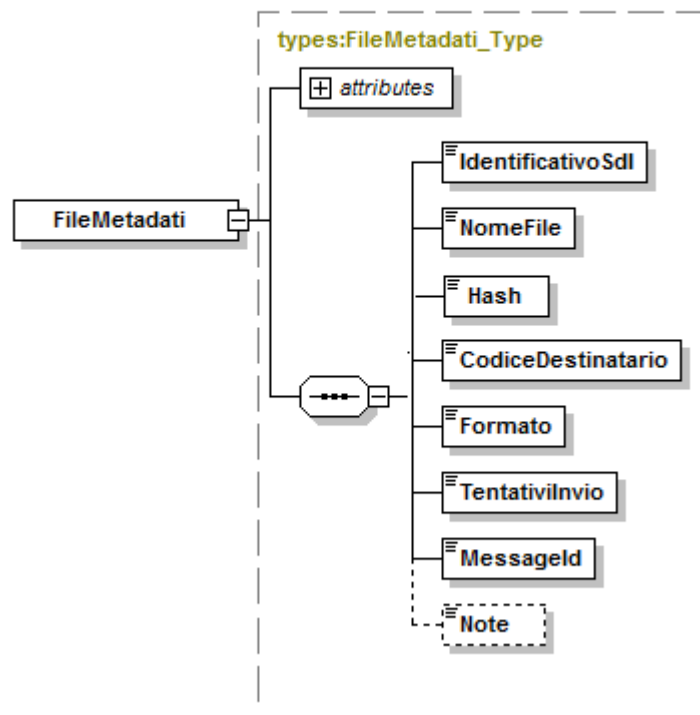 types:FileMetadati_Type
attributes
FileMetadati
IdentificativoSdI
NomeFile
Hash
CodiceDestinatario
Formato
TentativiInvio
MessageId
Note